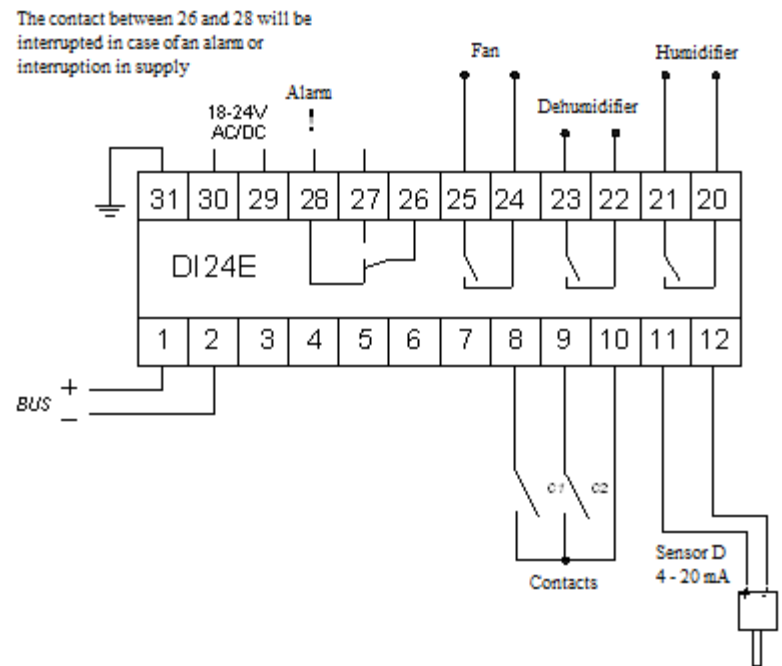 The contact between 26 and 28 will be
interrupted in case of an alarm or
interruption in supply
Fan
Humidifier
Alarm
Dehumidifier
18-24V
AC/DC
!
31 30 29 28 27 26 25 24 23 22 21 20
DI24E
1 2 3 4 5 6 7 8 9 10 11 12
+
BUS
–
C1 C2
Sensor D
4 - 20 mA
Contacts
+ -